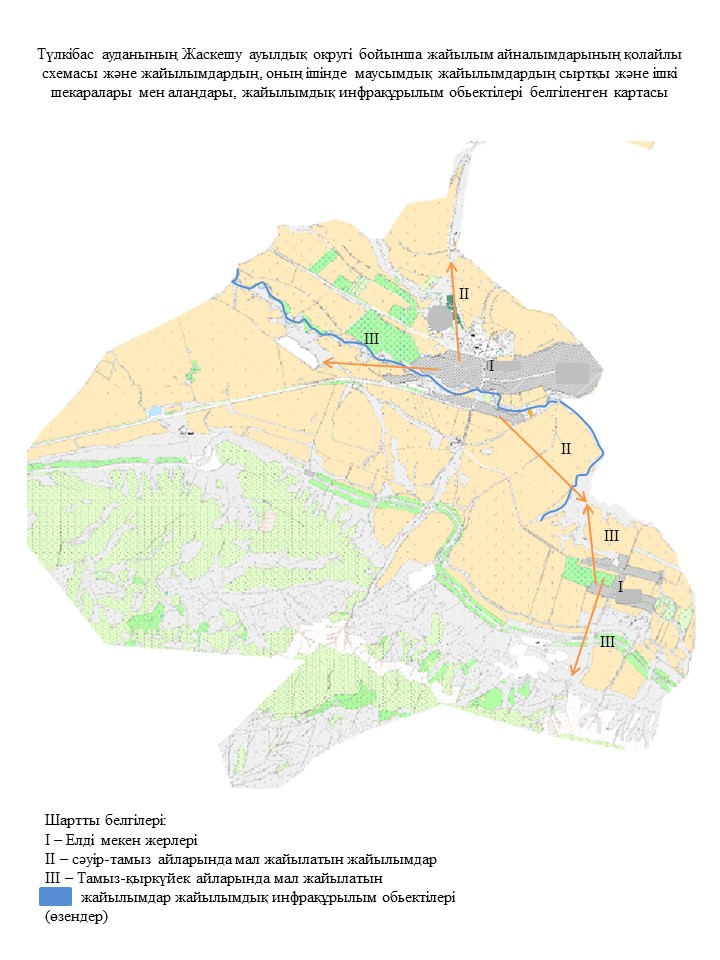 Түлкібас ауданының Жаскешу ауылдық округі бойынша жайылым айналымдарының қолайлы
схемасы және жайылымдардың, оның ішінде маусымдық жайылымдардың сыртқы және ішкі
шекаралары мен алаңдары, жайылымдық инфрақұрылым обьектілері белгіленген картасы
II
III
I
II
III
I
III
Шартты белгілері:
I – Елді мекен жерлері
II – сәуір-тамыз айларында мал жайылатын жайылымдар
III – Тамыз-қыркүйек айларында мал жайылатын
жайылымдар жайылымдық инфрақұрылым обьектілері
(өзендер)